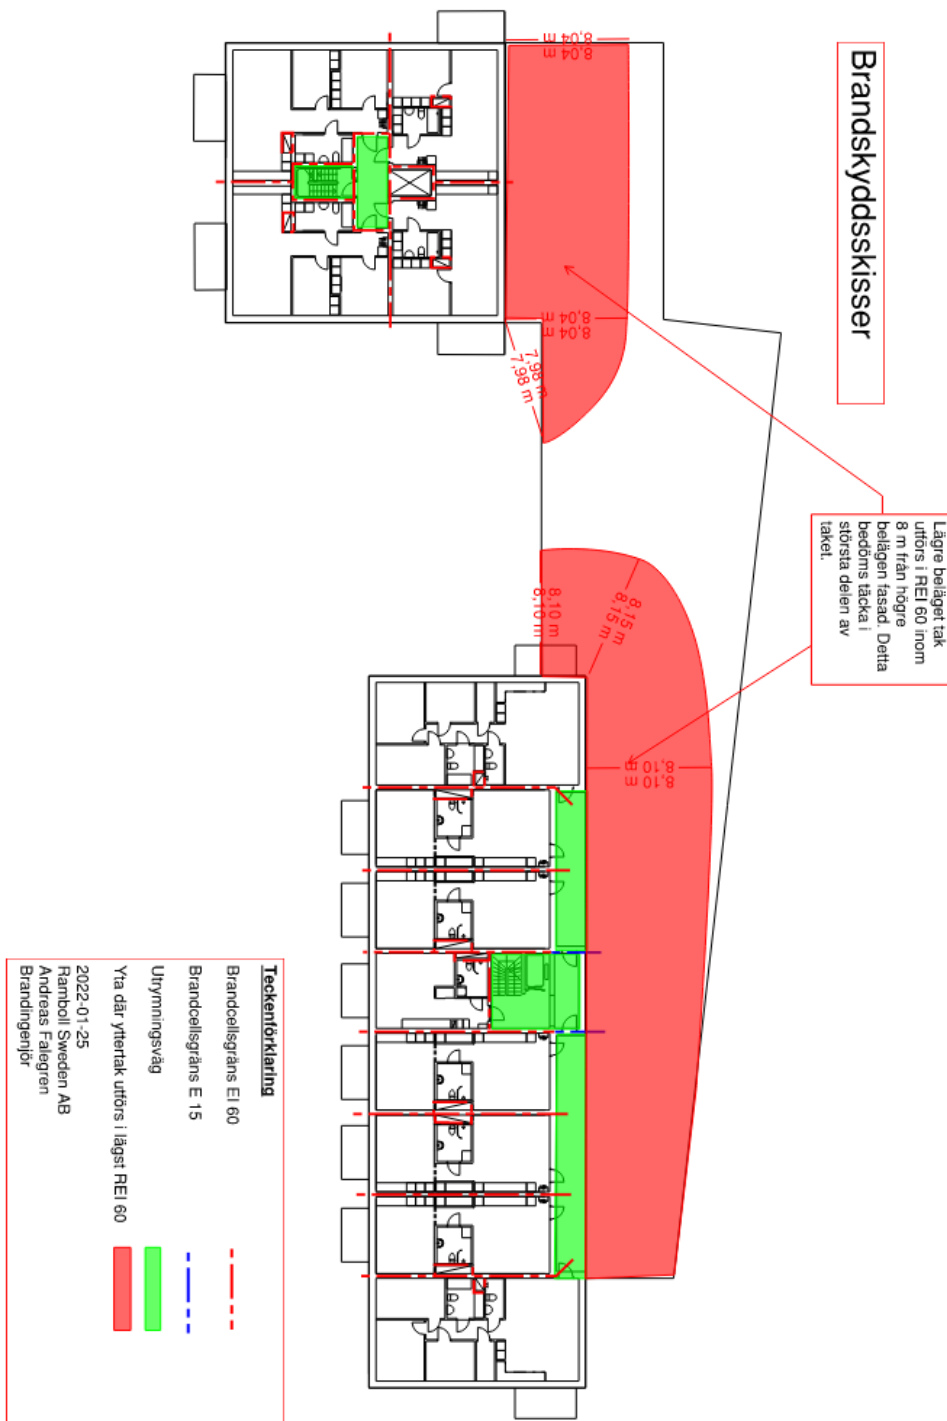 Brandskyddsskisser
Lägre beläget tak
utförs i REI 60 inom
8 m från högre
belägen fasad. Detta
bedöms täcka i
största delen av
taket.
8,04 m
8,04 m
8,04 m
8,04 m
7,98 m
7,98 m
8,10 m
8,10 m
8,15 m
8,15 m
8,10 m
8,10 m
Teckenförklaring
Brandcellsgräns EI 60
Brandcellsgräns E 15
Utrymningsväg
Yta där yttertak utförs i lägst REI 60
2022-01-25
Ramboll Sweden AB
Andreas Falegren
Brandingenjör